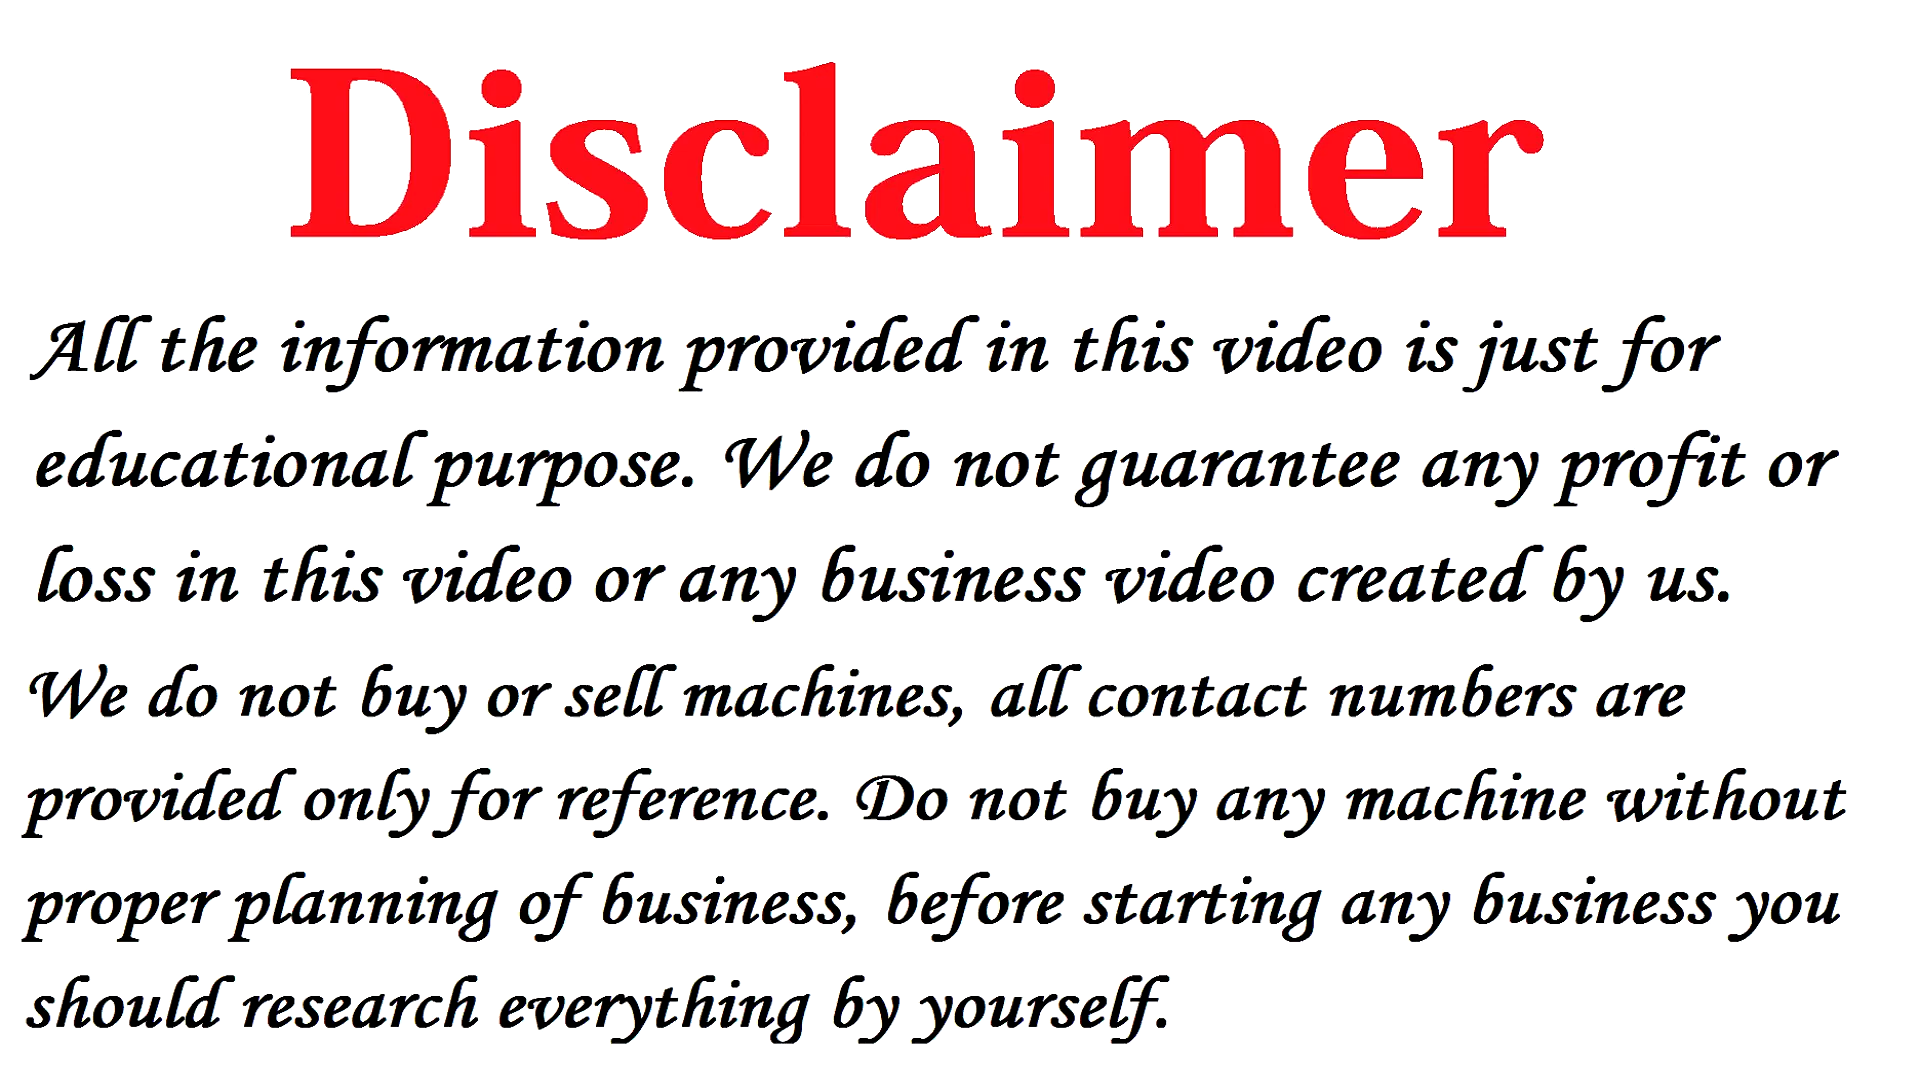 Disclaimer
All the information provided in this video is just for
educational purpose. We do not guarantee any profit or
loss in this video or any business video created by us.
We do not buy or sell machines, all contact numbers are
provided only for reference. Do not buy any machine without
proper planning of business, before starting any business you
should research everything by yourself.